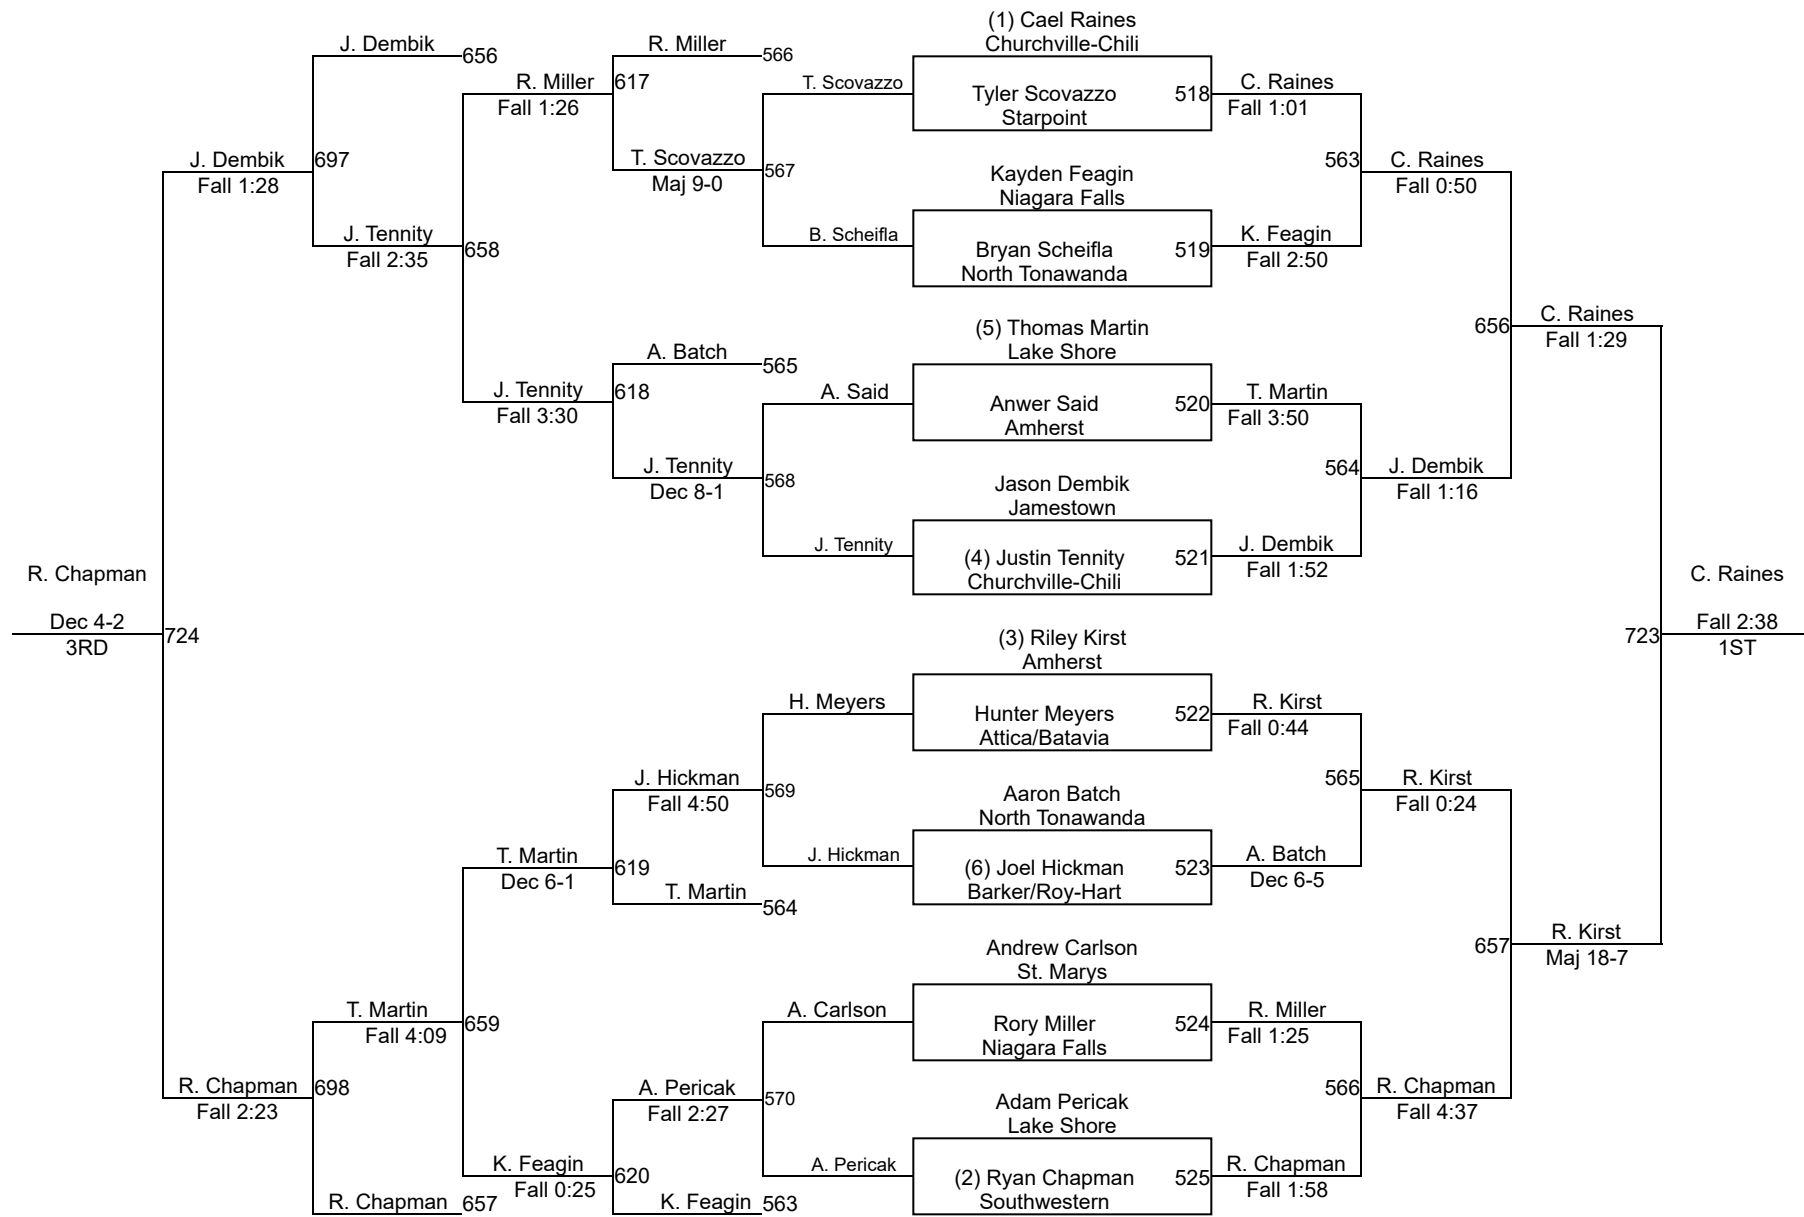 (1) Cael Raines
J. Dembik
R. Miller
Churchville-Chili
656
566
R. Miller
617
T. Scovazzo
Tyler Scovazzo
518
C. Raines
Fall 1:26
Starpoint
Fall 1:01
J. Dembik
697
T. Scovazzo
567
Kayden Feagin
563
C. Raines
Fall 1:28
Maj 9-0
Niagara Falls
Fall 0:50
J. Tennity
658
B. Scheifla
Bryan Scheifla
519
K. Feagin
Fall 2:35
North Tonawanda
Fall 2:50
(5) Thomas Martin
656
C. Raines
A. Batch
565
Lake Shore
Fall 1:29
J. Tennity
618
A. Said
Anwer Said
520
T. Martin
Fall 3:30
Amherst
Fall 3:50
J. Tennity
568
Jason Dembik
564
J. Dembik
Dec 8-1
Jamestown
Fall 1:16
J. Tennity
(4) Justin Tennity
521
J. Dembik
R. Chapman
Churchville-Chili
Fall 1:52
C. Raines
Dec 4-2
724
3RD
(3) Riley Kirst
723
Fall 2:38
Amherst
1ST
H. Meyers
Hunter Meyers
522
R. Kirst
Attica/Batavia
Fall 0:44
J. Hickman
569
Aaron Batch
565
R. Kirst
Fall 4:50
North Tonawanda
Fall 0:24
T. Martin
619
J. Hickman
(6) Joel Hickman
523
A. Batch
Dec 6-1
Barker/Roy-Hart
Dec 6-5
T. Martin
564
Andrew Carlson
657
R. Kirst
St. Marys
Maj 18-7
T. Martin
659
A. Carlson
Rory Miller
524
R. Miller
Fall 4:09
Niagara Falls
Fall 1:25
R. Chapman
698
A. Pericak
570
Adam Pericak
566
R. Chapman
Fall 2:23
Fall 2:27
Lake Shore
Fall 4:37
K. Feagin
620
A. Pericak
(2) Ryan Chapman
525
R. Chapman
Fall 0:25
Southwestern
Fall 1:58
R. Chapman
657
K. Feagin
563